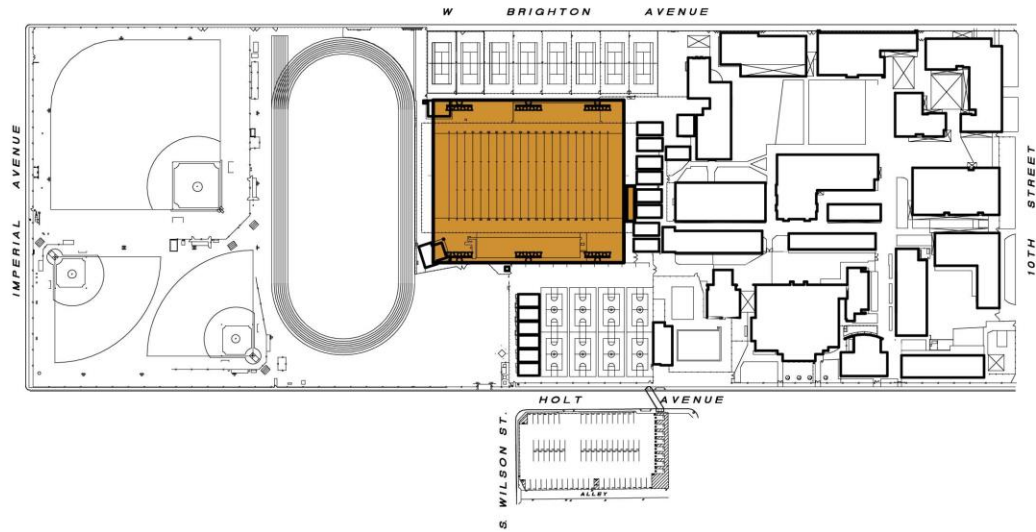 W BRIGHTON AVENUE
IMPERIAL AVENUE
10TH STREET
HOLT AVENUE
S. WILSON ST.
ALLEY